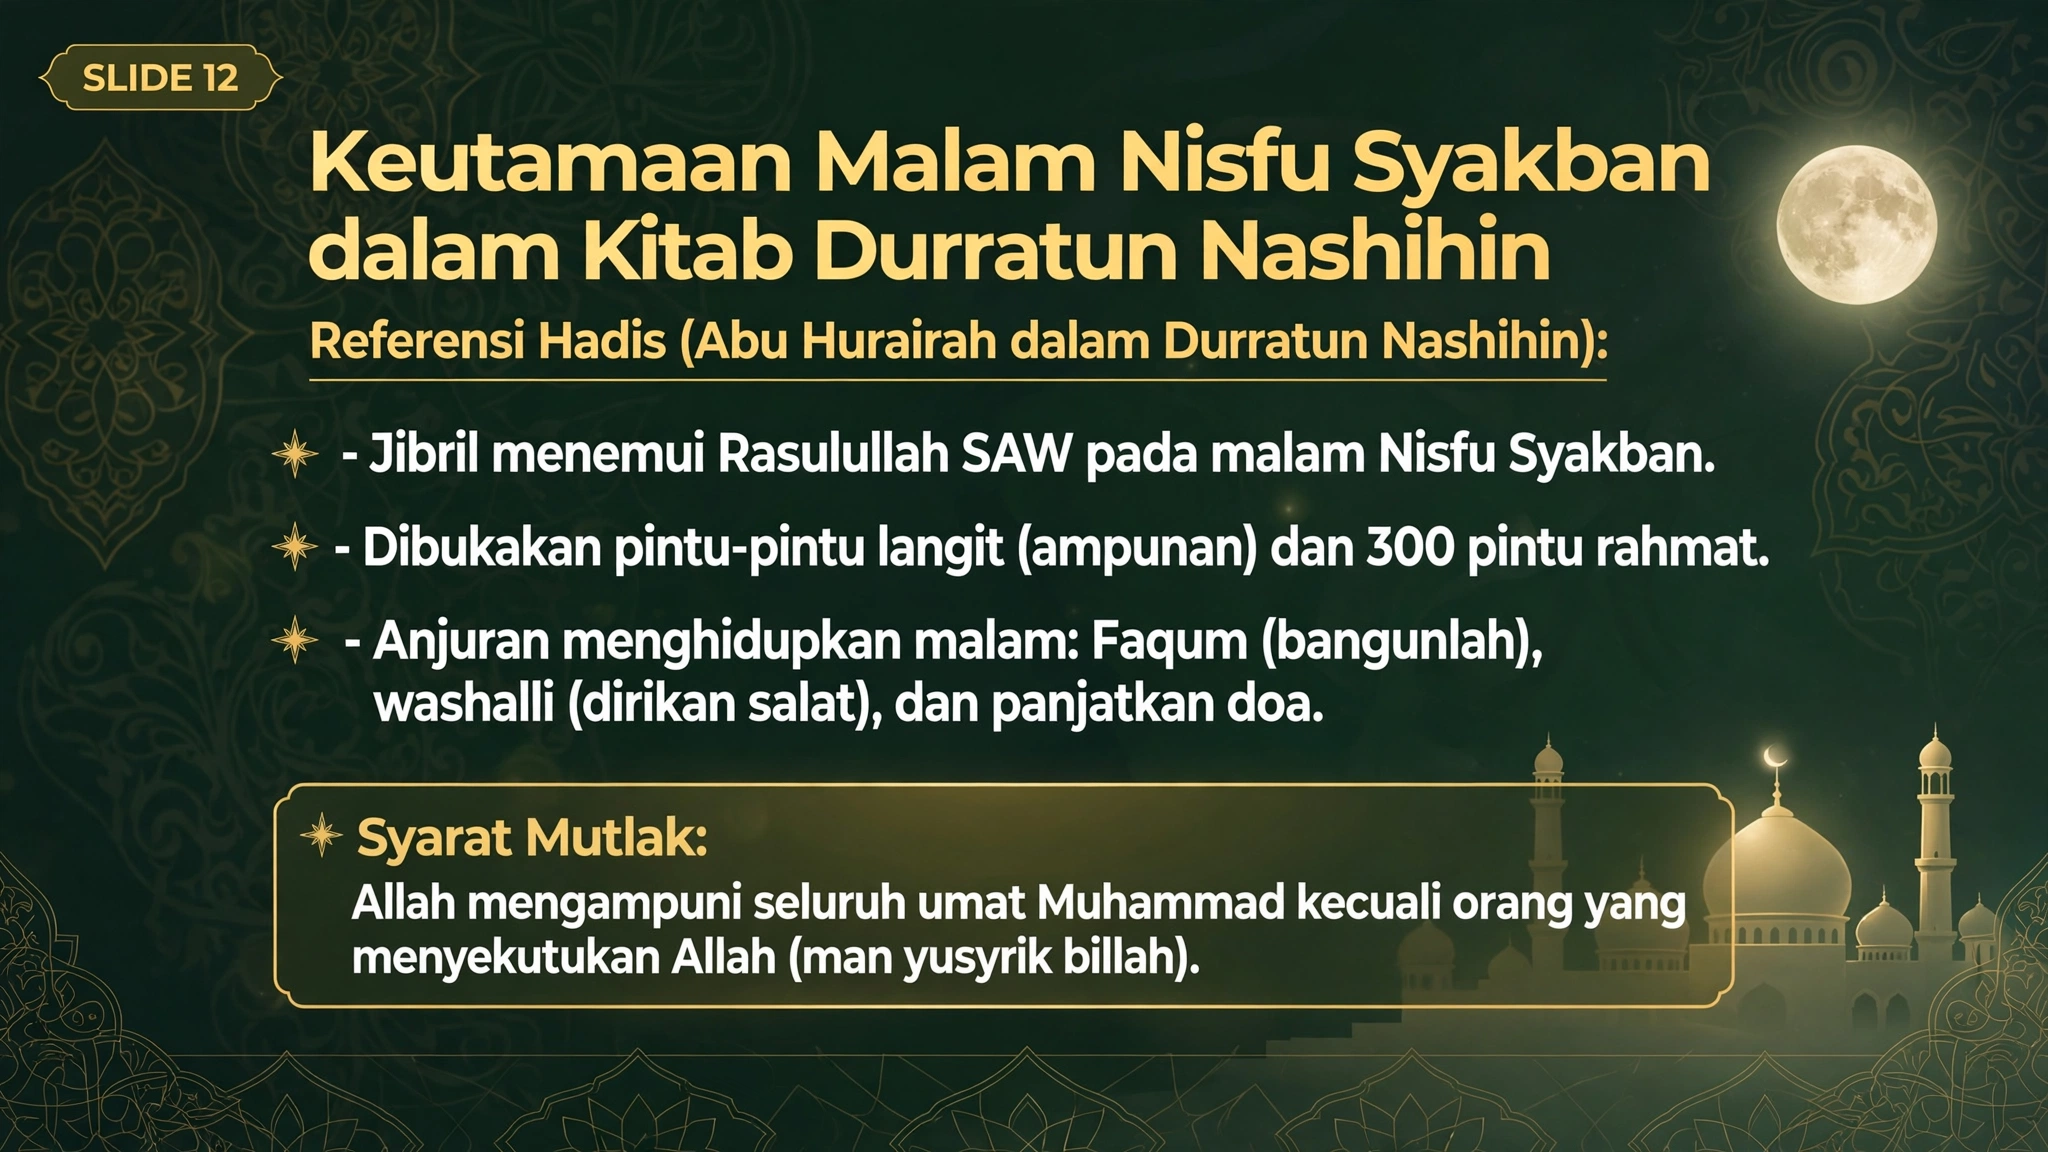 SLIDE 12
Keutamaan Malam Nisfu Syakban
dalam Kitab Durratun Nashihin
Referensi Hadis (Abu Hurairah dalam Durratun Nashihin):
- Jibril menemui Rasulullah SAW pada malam Nisfu Syakban.
- Dibukakan pintu-pintu langit (ampunan) dan 300 pintu rahmat.
- Anjuran menghidupkan malam: Faqum (bangunlah),
washalli (dirikan salat), dan panjatkan doa.
Syarat Mutlak:
Allah mengampuni seluruh umat Muhammad kecuali orang yang
menyekutukan Allah (man yusyrik billah).